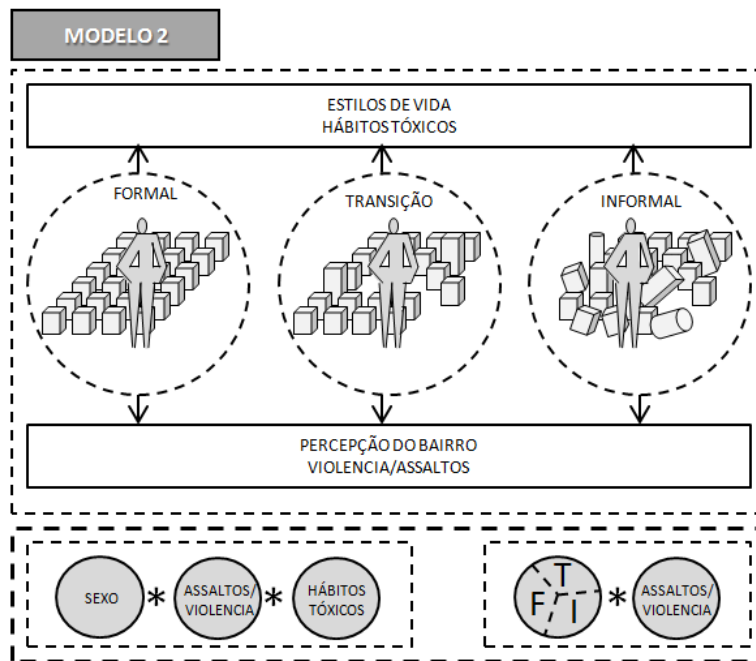 MODELO 2
ESTILOS DE VIDA
HÁBITOS TÓXICOS
FORMAL
TRANSIÇÃO
INFORMAL
PERCEPÇÃO DO BAIRRO
VIOLENCIA/ASSALTOS
SEXO
*
ASSALTOS/
VIOLENCIA
*
HÁBITOS
TÓXICOS
T
F
I
*
ASSALTOS/
VIOLENCIA